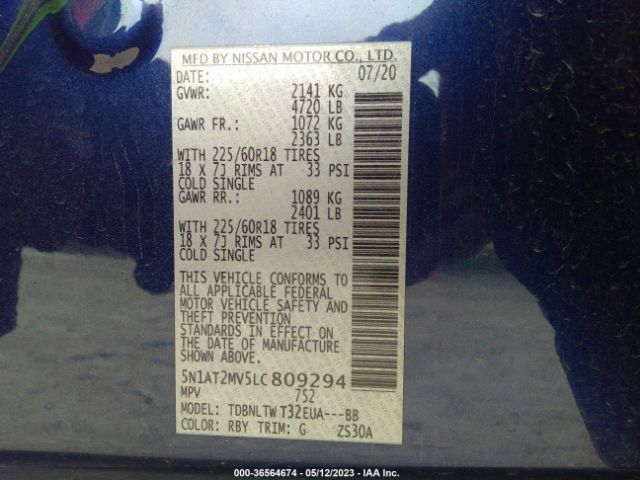 MFD BY NISSAN MOTOR CO., LTD.
DATE: 07/20
GVWR: 2141 KG
4720 LB
GAWR FR.: 1072 KG
2363 LB
WITH 225/60R18 TIRES
18 X 7J RIMS AT 33 PSI
COLD SINGLE
GAWR RR.: 1089 KG
2401 LB
WITH 225/60R18 TIRES
18 X 7J RIMS AT 33 PSI
COLD SINGLE
THIS VEHICLE CONFORMS TO
ALL APPLICABLE FEDERAL
MOTOR VEHICLE SAFETY AND
THEFT PREVENTION
STANDARDS IN EFFECT ON
THE DATE OF MANUFACTURE
SHOWN ABOVE.
5N1AT2MV5LC809294
MPV 752
MODEL: TDBNLTW T32EUA---BB
COLOR: RBY TRIM: G ZS30A
000-36564674 - 05/12/2023 - IAA Inc.